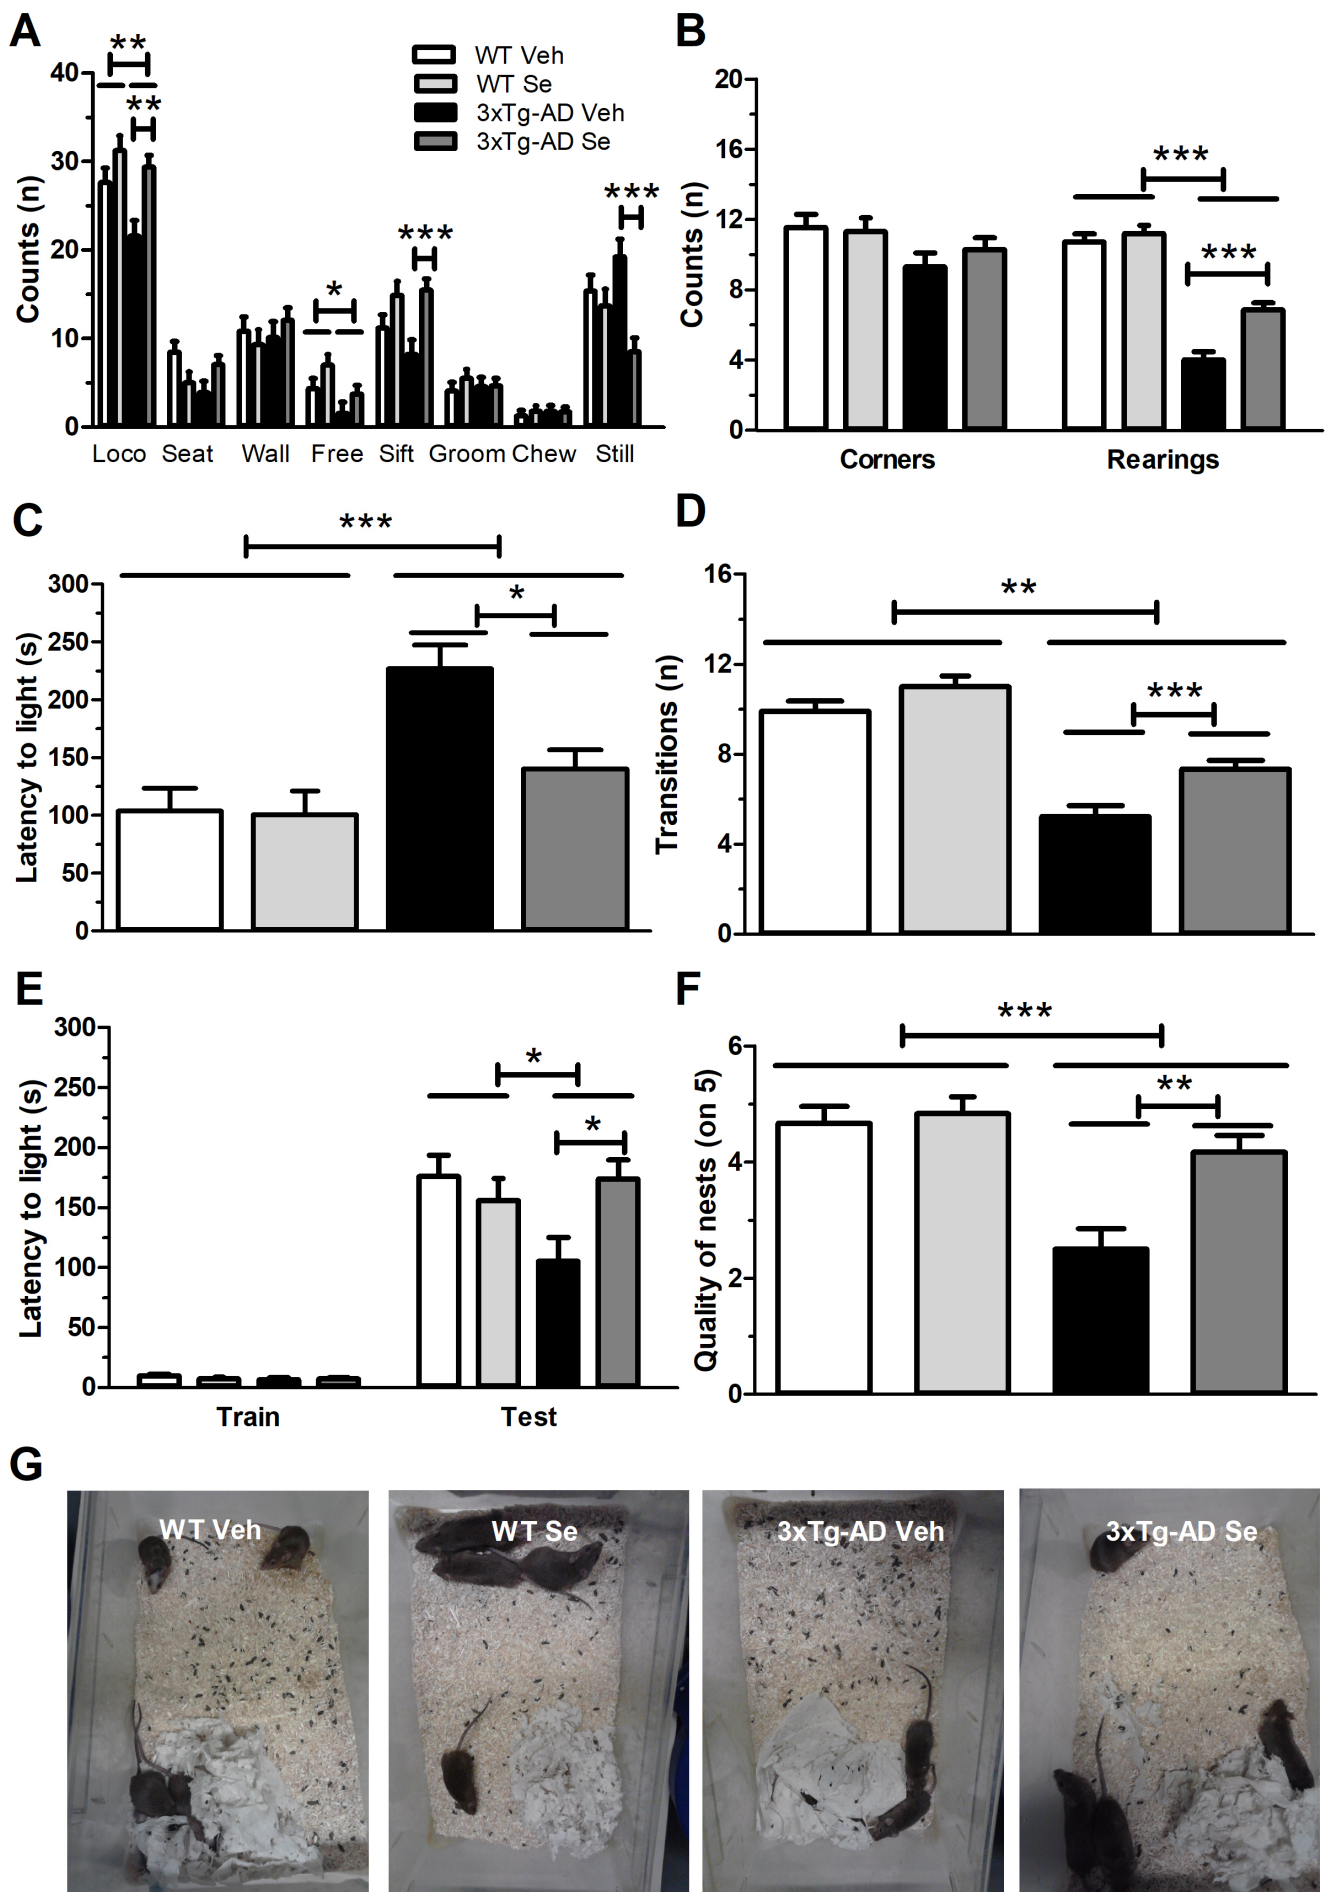 A
**
40
30
20
10
0
Counts (n)
**
*
***
***
WT Veh
WT Se
3xTg-AD Veh
3xTg-AD Se
Loco Seat Wall Free Sift Groom Chew Still
B
20
16
12
8
4
0
Counts (n)
***
***
Corners Rearings
C
***
*
300
250
200
150
100
50
0
Latency to light (s)
D
**
***
16
12
8
4
0
Transitions (n)
E
300
250
200
150
100
50
0
Latency to light (s)
*
*
Train Test
F
***
**
6
4
2
0
Quality of nests (on 5)
G
WT Veh WT Se 3xTg-AD Veh 3xTg-AD Se